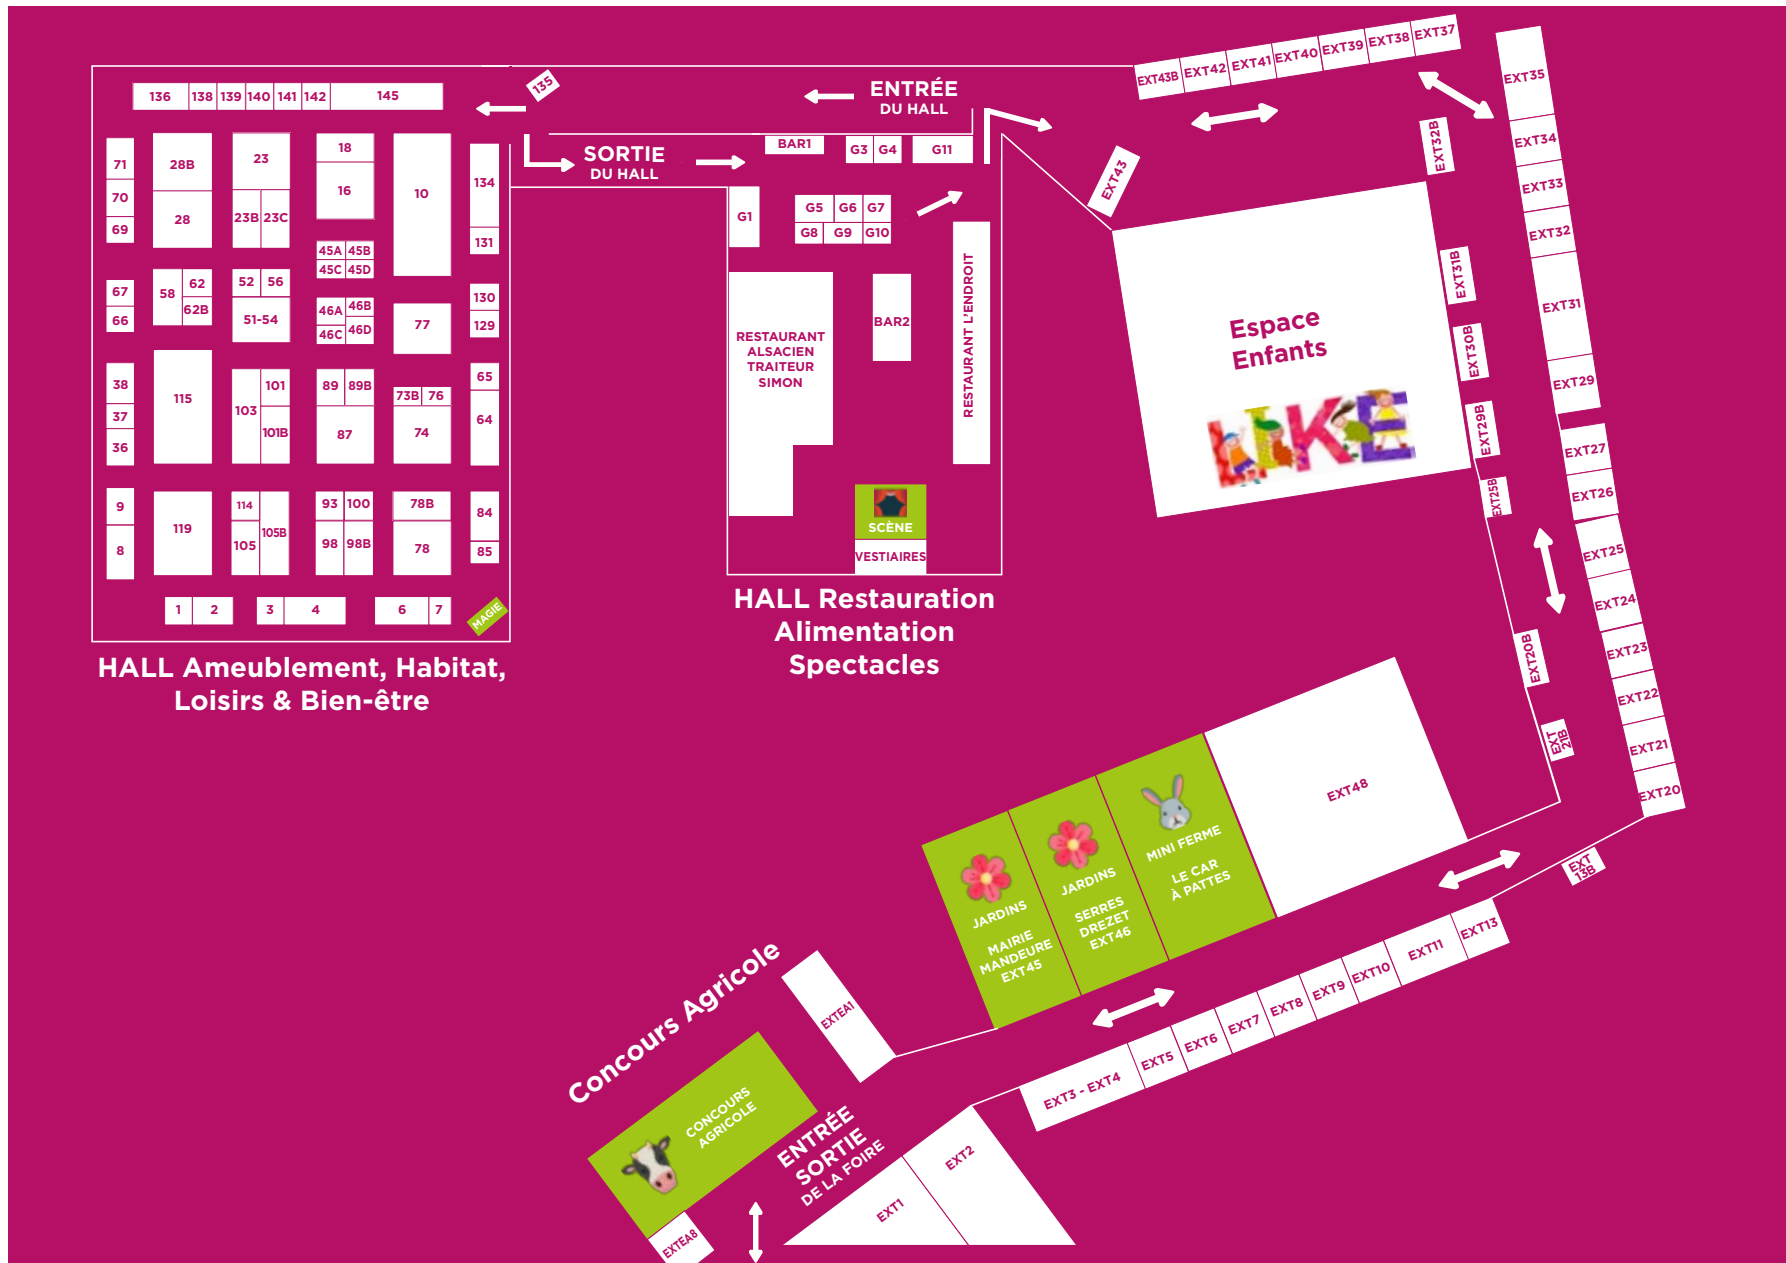 136 138 139 140 141 142 145
135
71
70
69
67
66
38
37
36
9
8
28B
28
58 62
62B
115
119
23
23B 23C
52 56
51-54
103 101
101B
114
105 105B
18
16
45A 45B
45C 45D
46A 46B
46C 46D
89 89B
87
93 100
98 98B
10
77
73B 76
74
78B
78
134
131
130
129
65
64
84
85
1 2 3 4 6 7
MAGIE
HALL Ameublement, Habitat,
Loisirs & Bien-être
ENTRÉE
DU HALL
SORTIE
DU HALL
BAR1
G3 G4 G11
G1
G5 G6 G7
G8 G9 G10
BAR2
RESTAURANT
ALSACIEN
TRAITEUR
SIMON
RESTAURANT L'ENDROIT
SCÈNE
VESTIAIRES
HALL Restauration
Alimentation
Spectacles
EXT43B EXT42 EXT41 EXT40 EXT39 EXT38 EXT37
EXT43
EXT35
EXT34
EXT33
EXT32
EXT31
EXT29
EXT27
EXT26
EXT25
EXT24
EXT23
EXT22
EXT21
EXT20
EXT32B
EXT31B
EXT30B
EXT29B
EXT25B
EXT20B
EXT
21B
Espace
Enfants
LIKE
EXT48
MINI FERME
LE CAR
À PATTES
JARDINS
SERRES
DREZET
EXT46
JARDINS
MAIRIE
MANDEURE
EXT45
EXT
13B
EXT3 - EXT4 EXT5 EXT6 EXT7 EXT8 EXT9 EXT10 EXT11 EXT13
Concours Agricole
EXTEA1
CONCOURS
AGRICOLE
EXTEA8
ENTRÉE
SORTIE
DE LA FOIRE
EXT1
EXT2